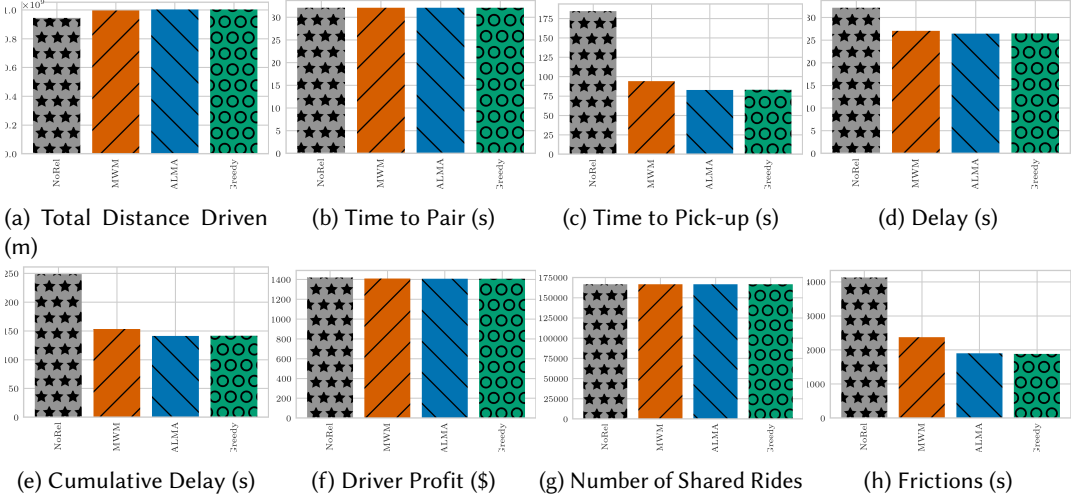 1.0
0.8
0.6
0.4
0.2
0.0
NoRel
MWM
ALMA
Greedy
(a) Total Distance Driven
(m)
30
25
20
15
10
5
0
NoRel
MWM
ALMA
Greedy
(b) Time to Pair (s)
175
150
125
100
75
50
25
0
NoRel
MWM
ALMA
Greedy
(c) Time to Pick-up (s)
30
25
20
15
10
5
0
NoRel
MWM
ALMA
Greedy
(d) Delay (s)
250
200
150
100
50
0
NoRel
MWM
ALMA
Greedy
(e) Cumulative Delay (s)
1400
1200
1000
800
600
400
200
0
NoRel
MWM
ALMA
Greedy
(f) Driver Profit ($)
175000
150000
125000
100000
75000
50000
25000
0
NoRel
MWM
ALMA
Greedy
(g) Number of Shared Rides
4000
3000
2000
1000
0
NoRel
MWM
ALMA
Greedy
(h) Frictions (s)